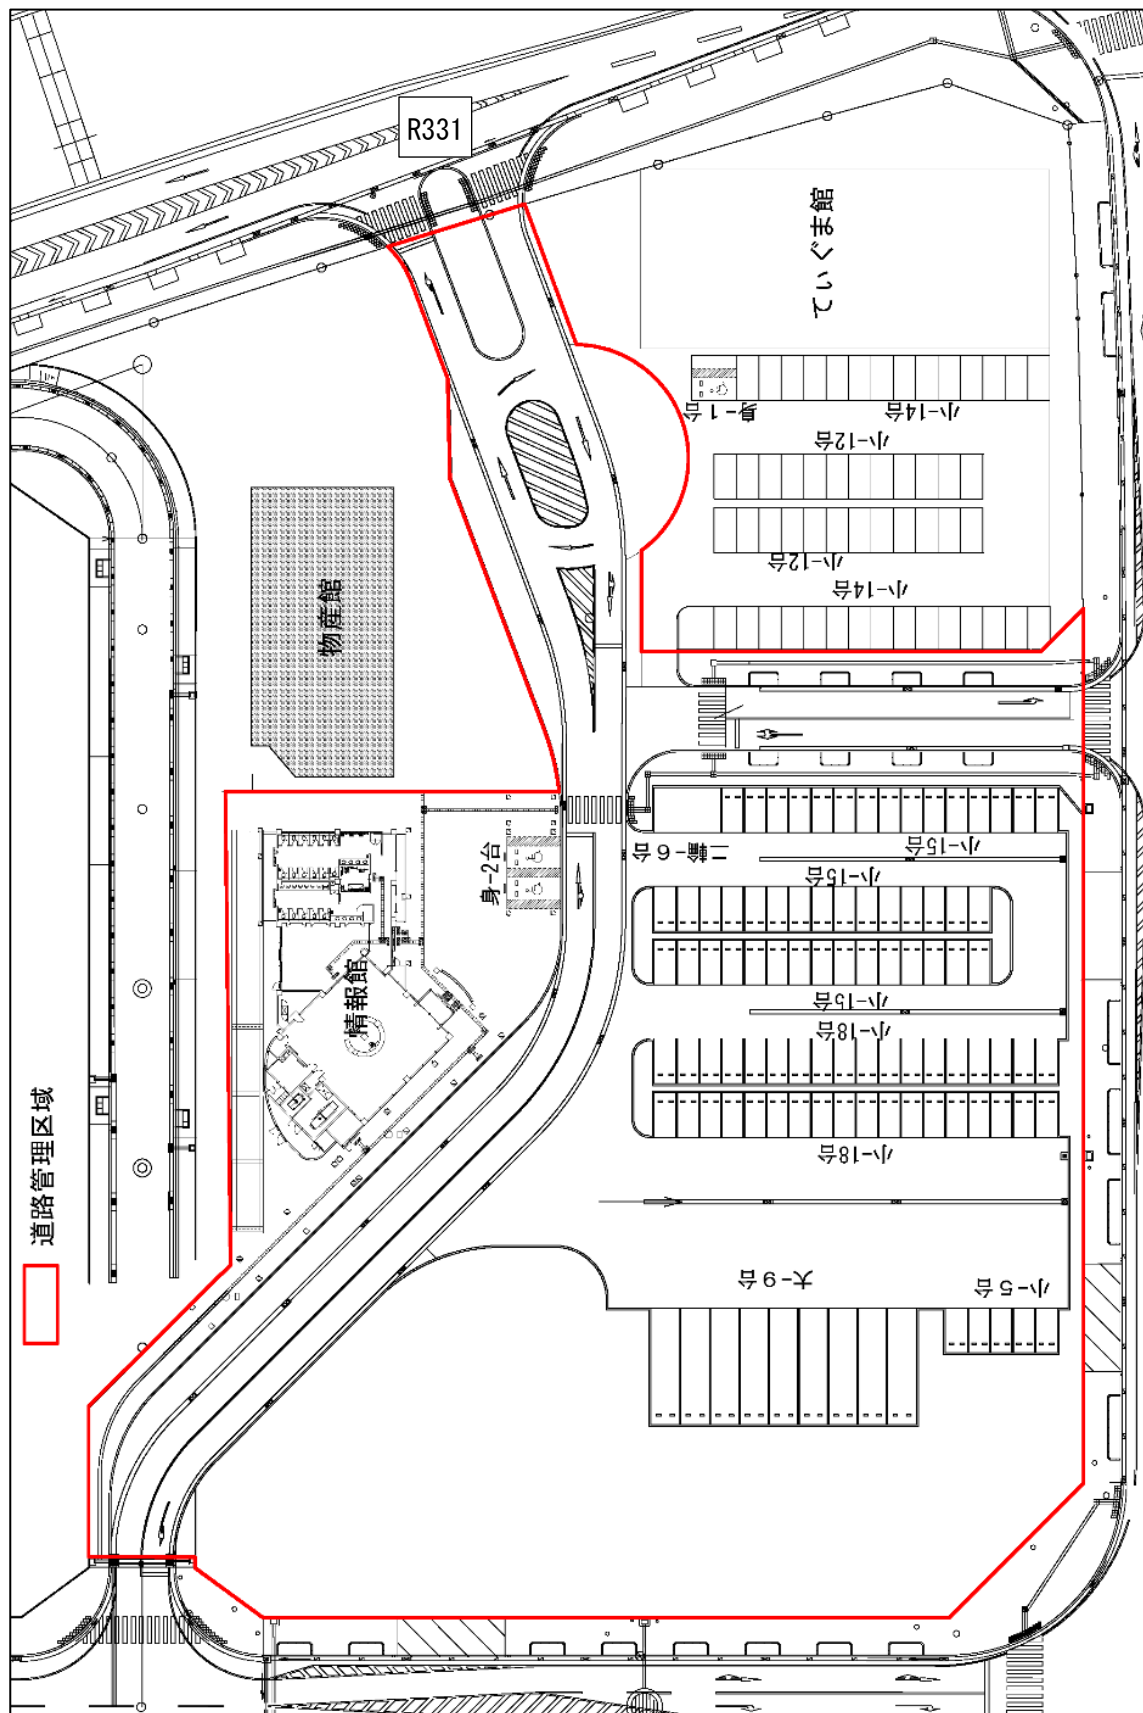 R331
ていぐま館
身-1台
小-14台
小-12台
小-12台
小-14台
物産館
二輪-6台
小-15台
小-15台
身-2台
情報館
小-15台
小-18台
小-18台
道路管理区域
大-9台
小-5台